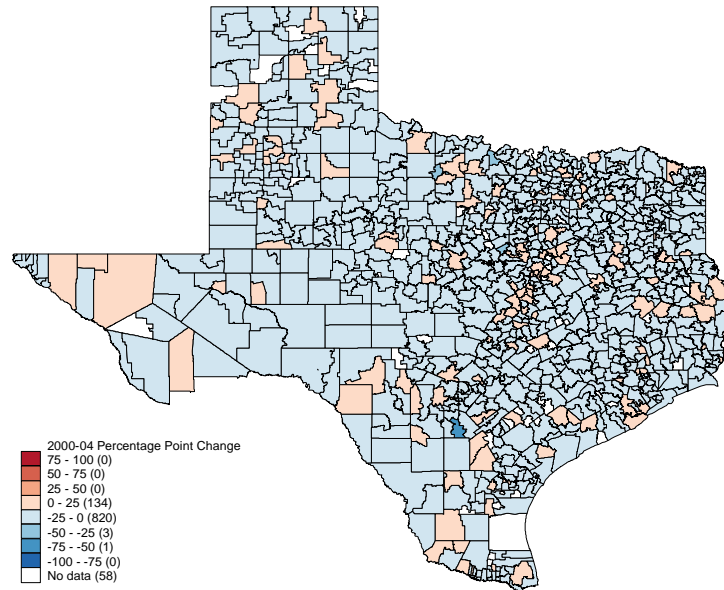 2000-04 Percentage Point Change
75 - 100 (0)
50 - 75 (0)
25 - 50 (0)
0 - 25 (134)
-25 - 0 (820)
-50 - -25 (3)
-75 - -50 (1)
-100 - -75 (0)
No data (58)